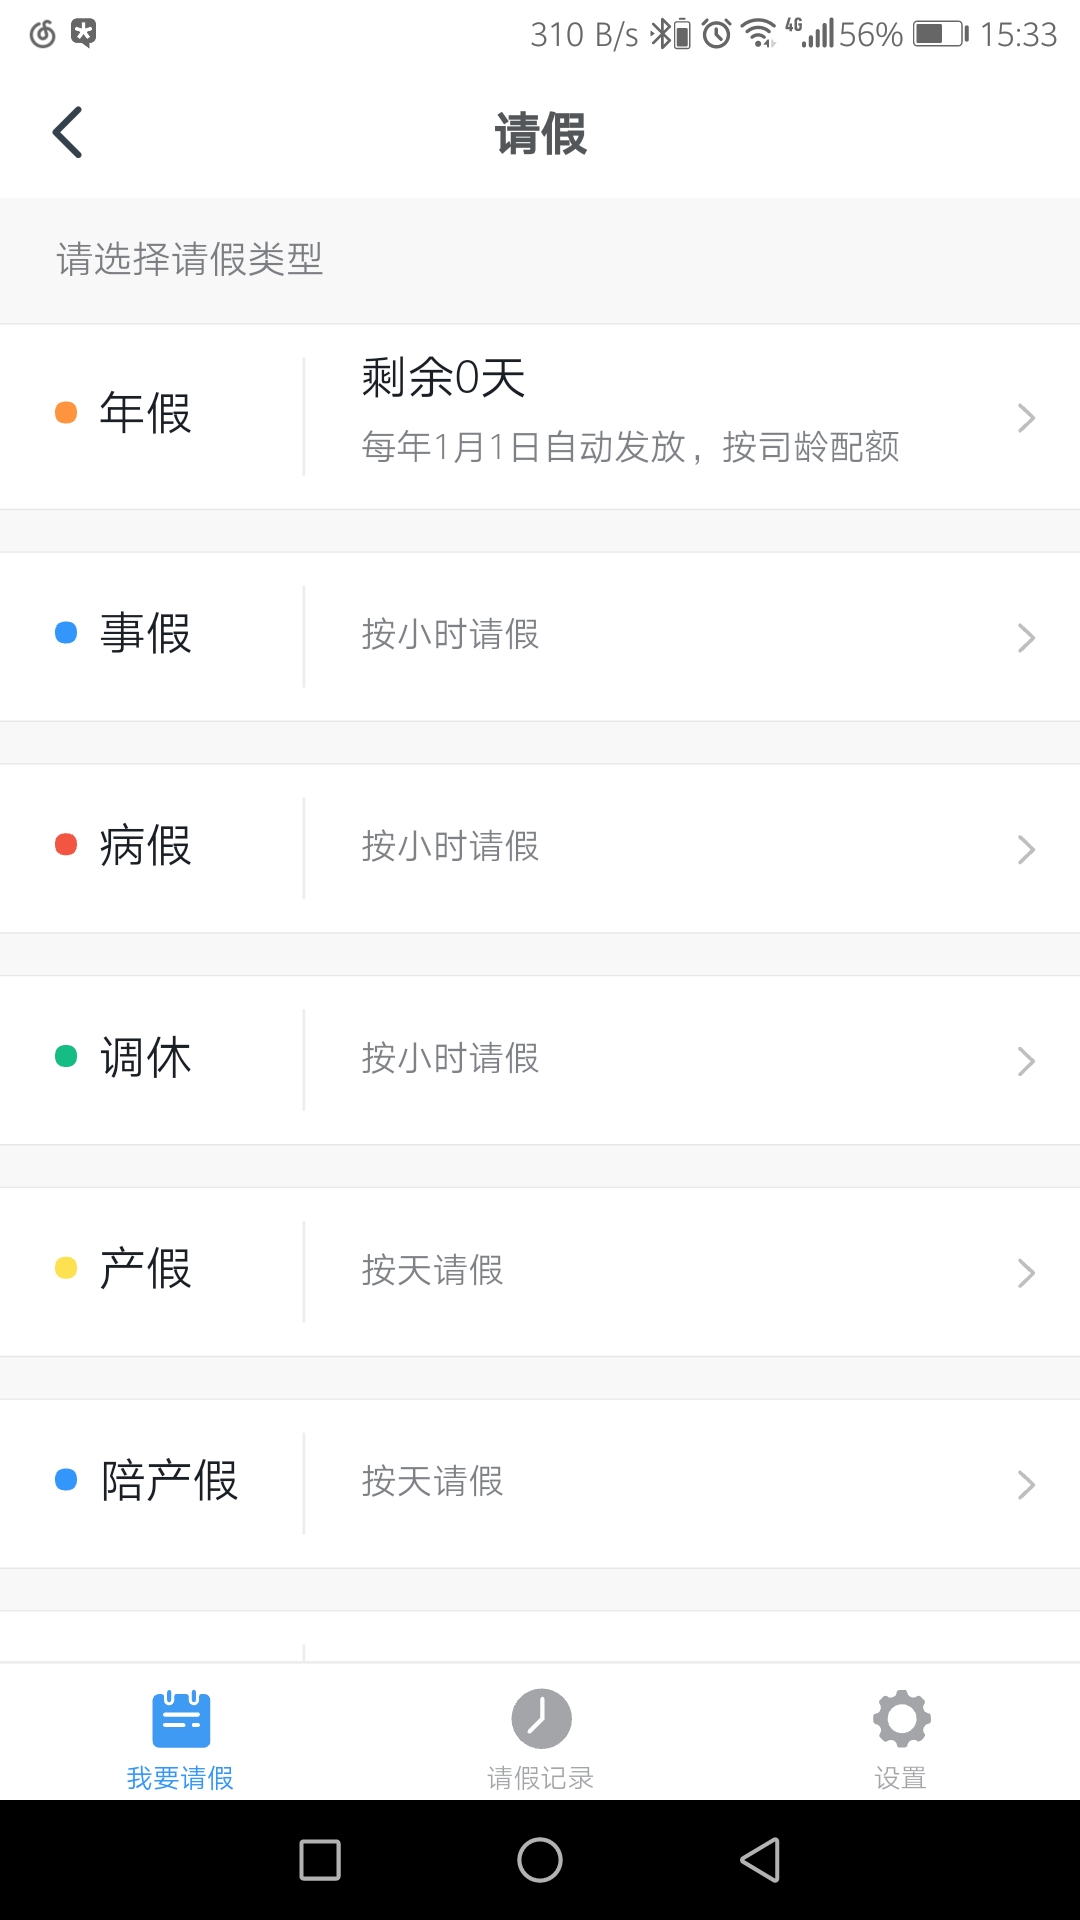 310 B/s 4G 56% 15:33
请假
请选择请假类型
年假
剩余0天
每年1月1日自动发放，按司龄配额
事假
按小时请假
病假
按小时请假
调休
按小时请假
产假
按天请假
陪产假
按天请假
我要请假
请假记录
设置